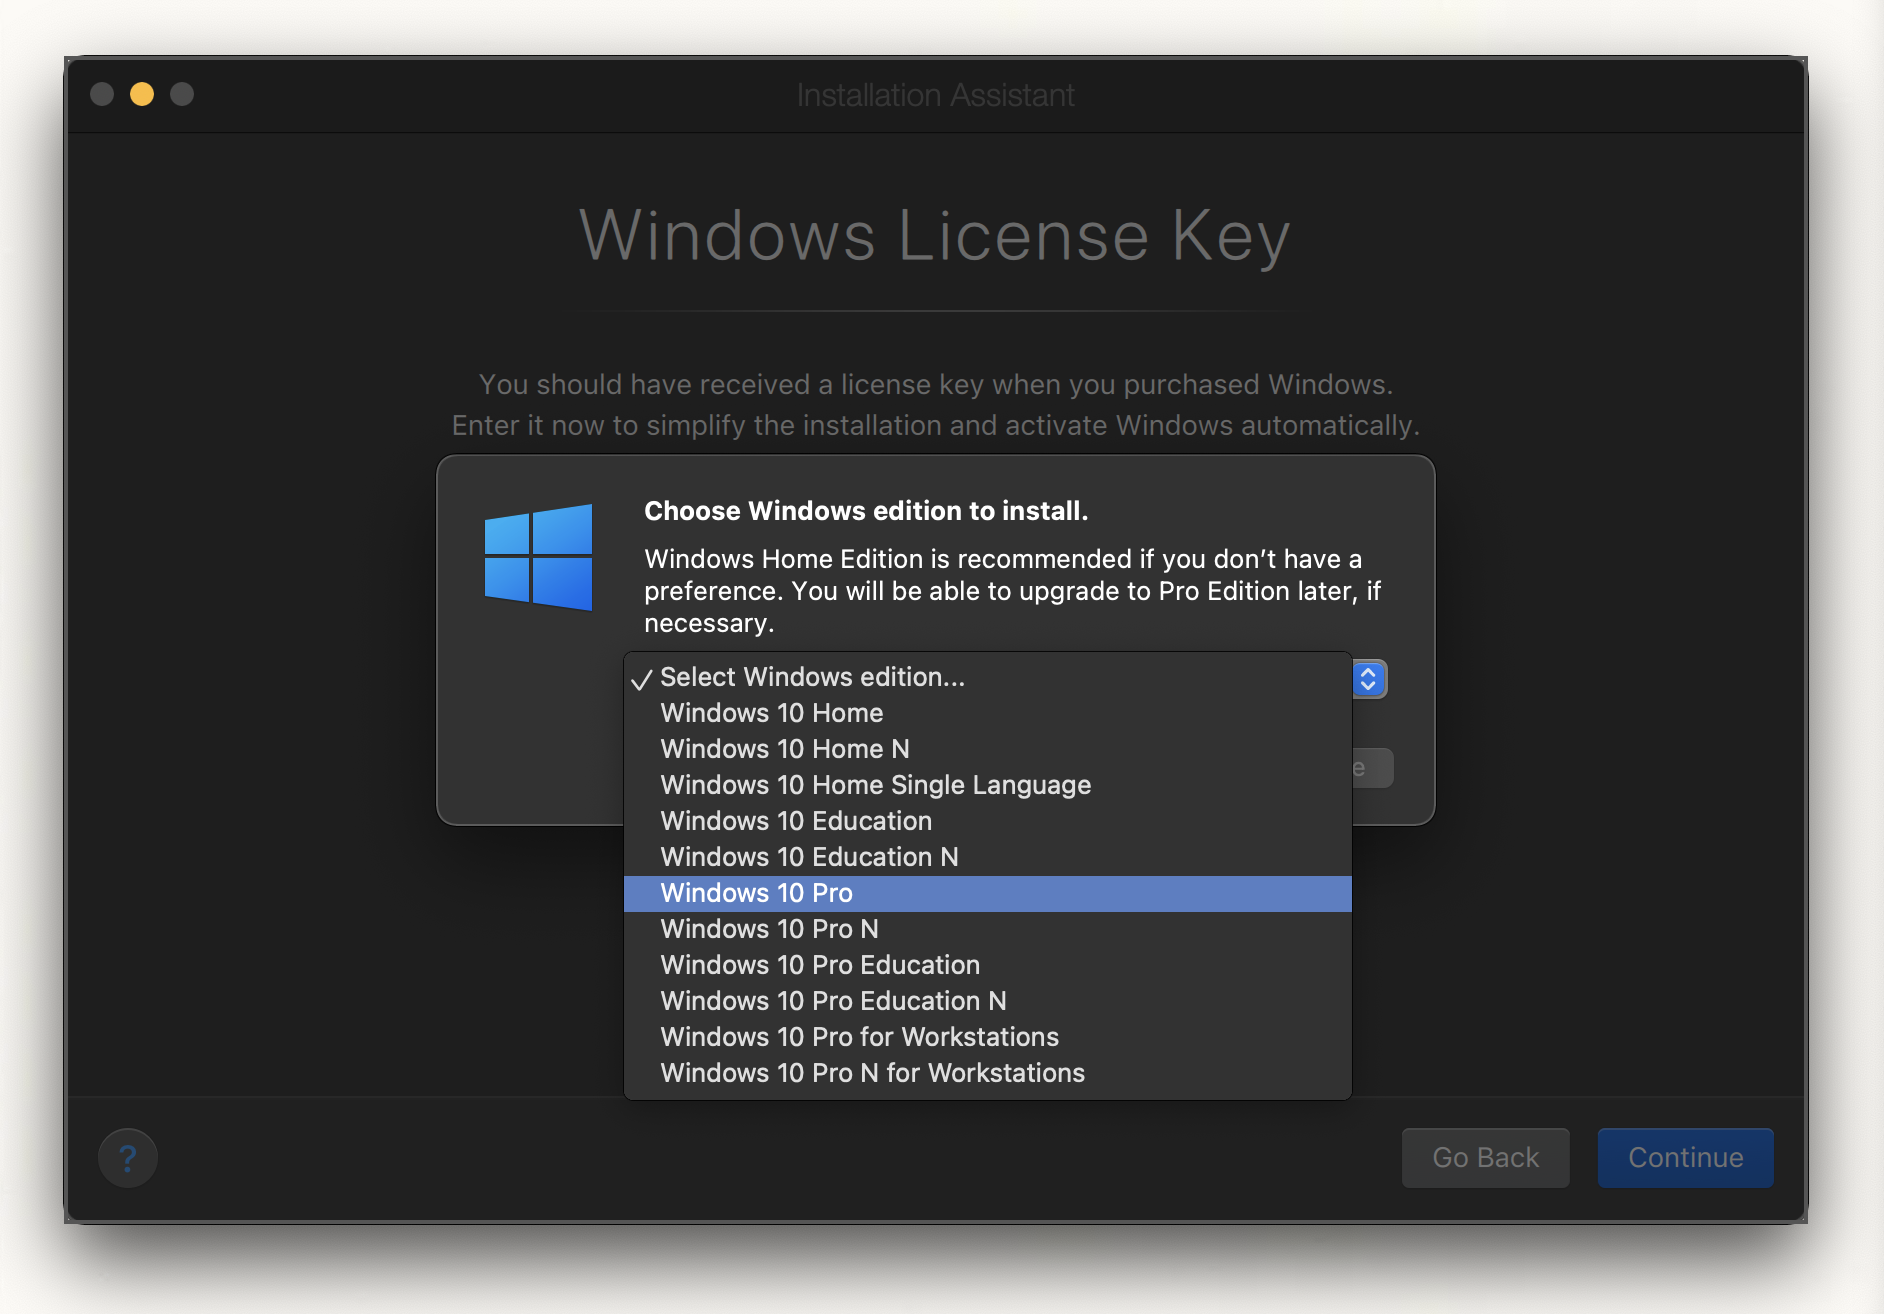 Installation Assistant
Windows License Key
You should have received a license key when you purchased Windows.
Enter it now to simplify the installation and activate Windows automatically.
Choose Windows edition to install.
Windows Home Edition is recommended if you don’t have a
preference. You will be able to upgrade to Pro Edition later, if
necessary.
✓ Select Windows edition...
Windows 10 Home
Windows 10 Home N
Windows 10 Home Single Language
Windows 10 Education
Windows 10 Education N
Windows 10 Pro
Windows 10 Pro N
Windows 10 Pro Education
Windows 10 Pro Education N
Windows 10 Pro for Workstations
Windows 10 Pro N for Workstations
?
Go Back
Continue